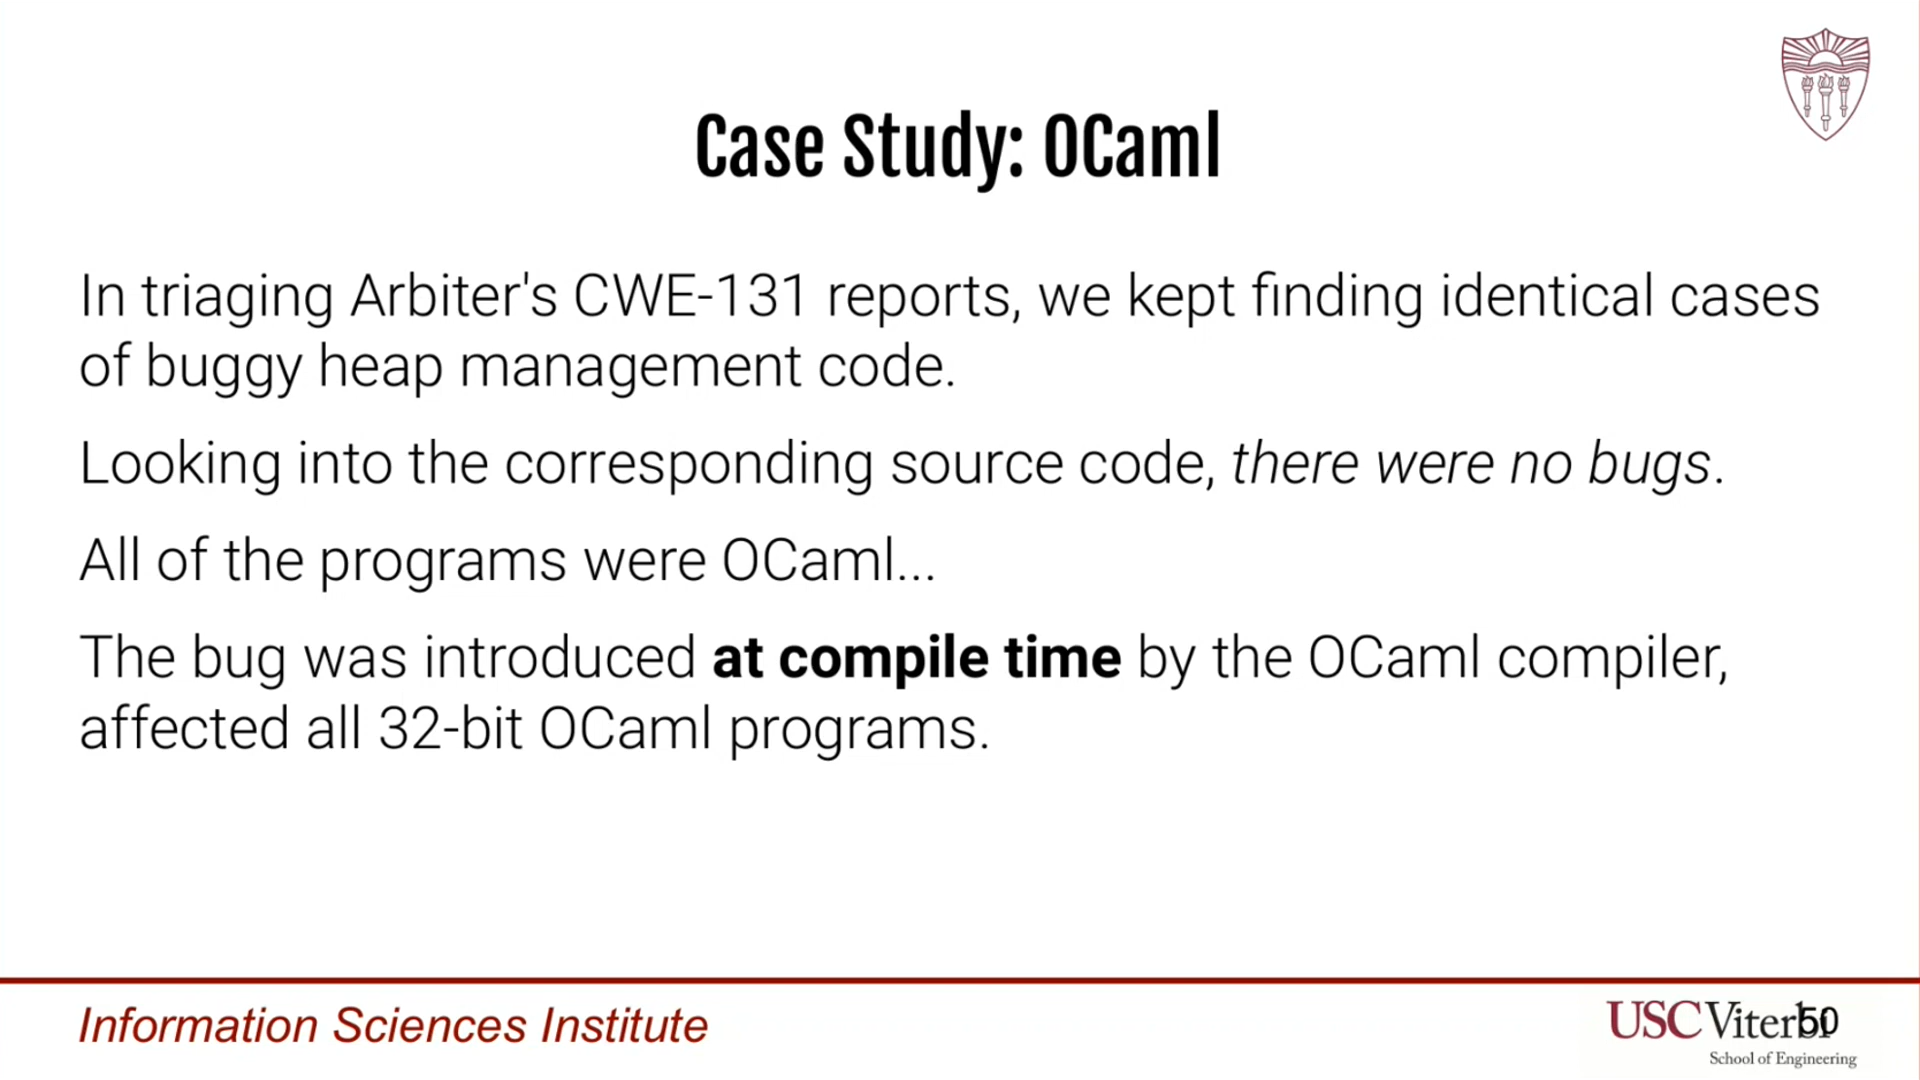 Case Study: OCaml
In triaging Arbiter's CWE-131 reports, we kept finding identical cases
of buggy heap management code.
Looking into the corresponding source code, there were no bugs.
All of the programs were OCaml...
The bug was introduced at compile time by the OCaml compiler,
affected all 32-bit OCaml programs.
Information Sciences Institute
USC Viterbi
50
School of Engineering